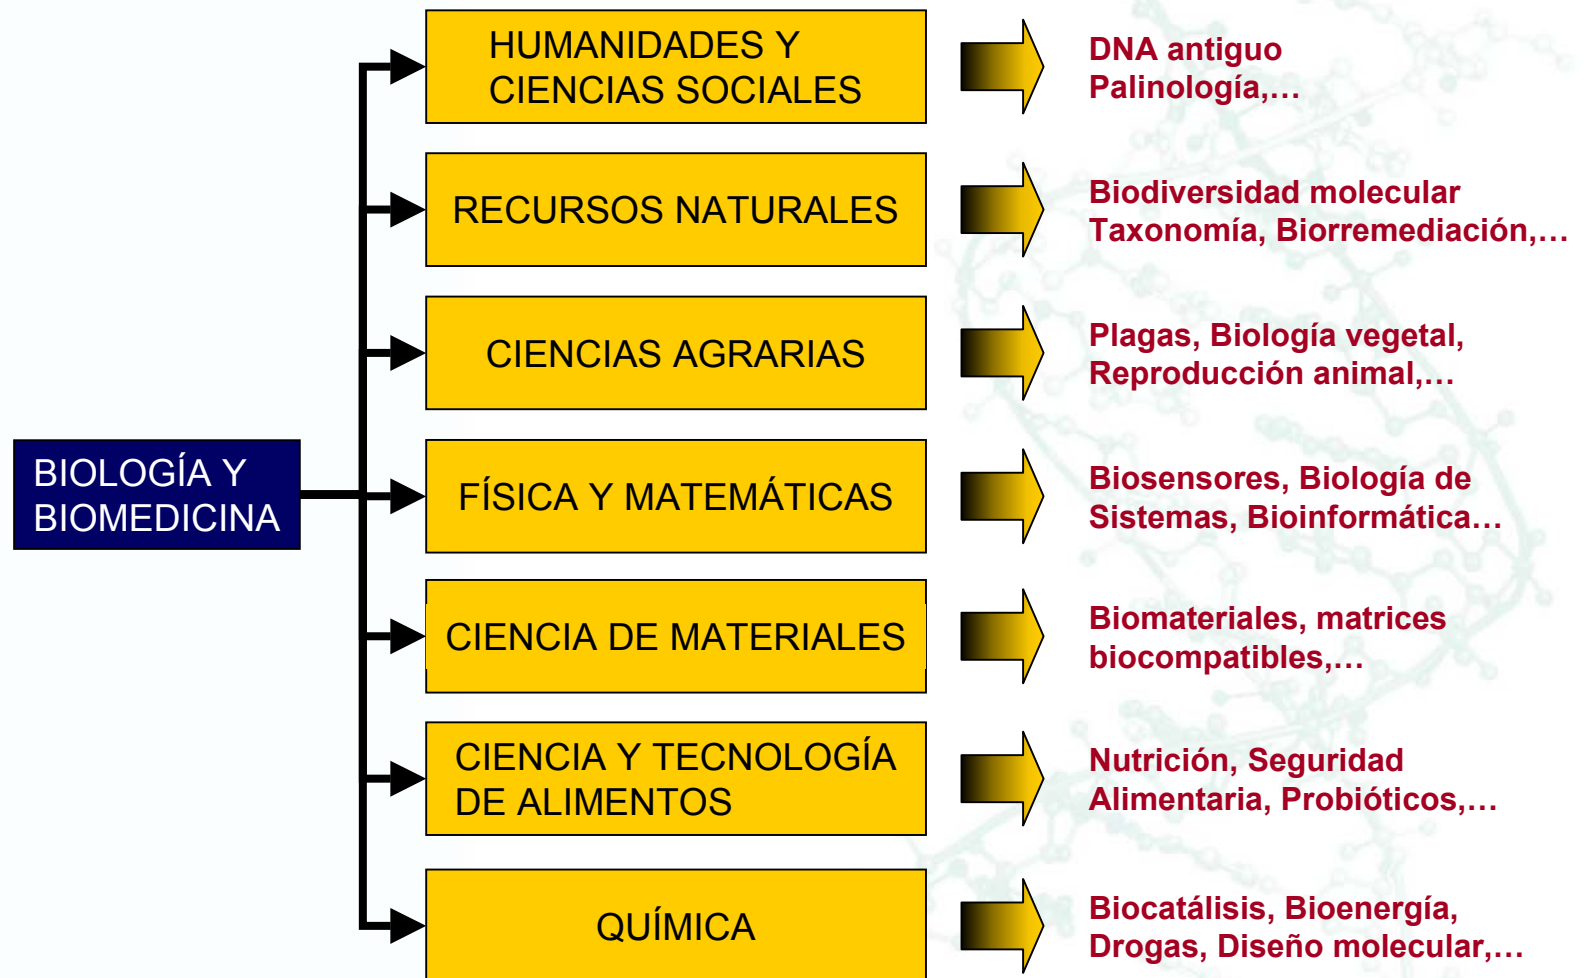 BIOLOGÍA Y
BIOMEDICINA
HUMANIDADES Y
CIENCIAS SOCIALES
DNA antiguo
Palinología,…
RECURSOS NATURALES
Biodiversidad molecular
Taxonomía, Biorremediación,…
CIENCIAS AGRARIAS
Plagas, Biología vegetal,
Reproducción animal,…
FÍSICA Y MATEMÁTICAS
Biosensores, Biología de
Sistemas, Bioinformática…
CIENCIA DE MATERIALES
Biomateriales, matrices
biocompatibles,…
CIENCIA Y TECNOLOGÍA
DE ALIMENTOS
Nutrición, Seguridad
Alimentaria, Probióticos,…
QUÍMICA
Biocatálisis, Bioenergía,
Drogas, Diseño molecular,…